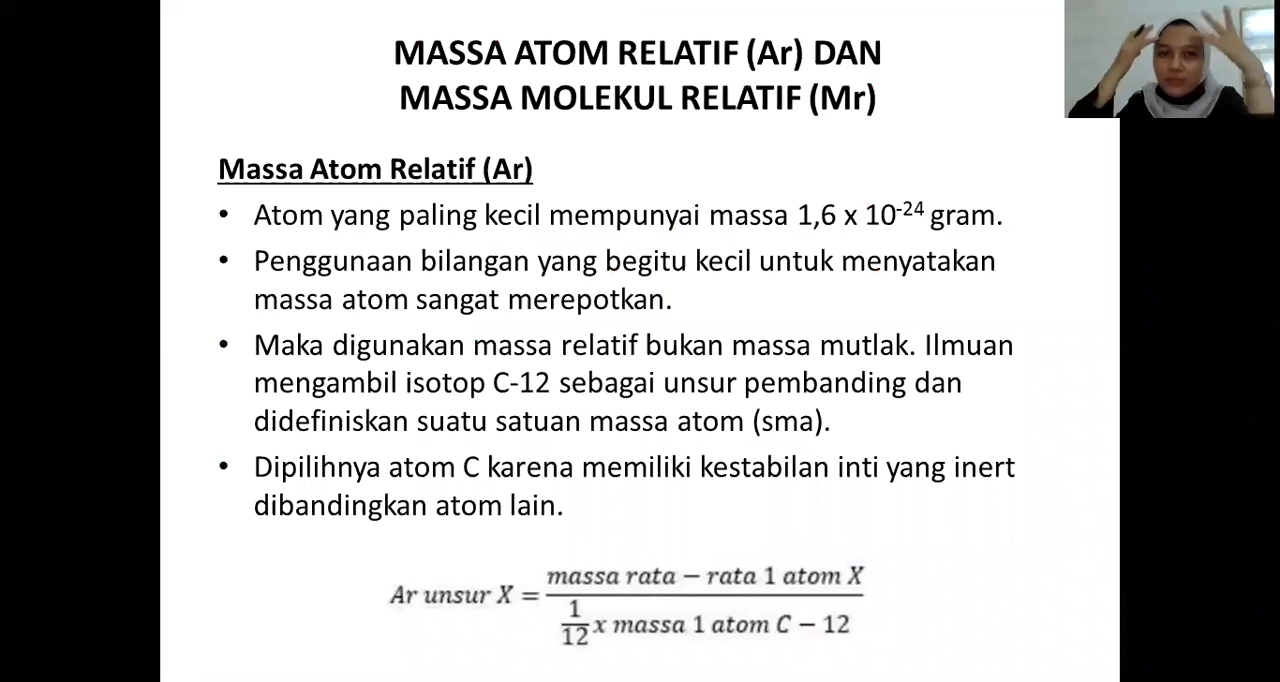 MASSA ATOM RELATIF (Ar) DAN
MASSA MOLEKUL RELATIF (Mr)
Massa Atom Relatif (Ar)
• Atom yang paling kecil mempunyai massa 1,6 x 10⁻²⁴ gram.
• Penggunaan bilangan yang begitu kecil untuk menyatakan
massa atom sangat merepotkan.
• Maka digunakan massa relatif bukan massa mutlak. Ilmuan
mengambil isotop C-12 sebagai unsur pembanding dan
didefiniskan suatu satuan massa atom (sma).
• Dipilihnya atom C karena memiliki kestabilan inti yang inert
dibandingkan atom lain.
massa rata − rata 1 atom X
Ar unsur X =
1/12 x massa 1 atom C − 12